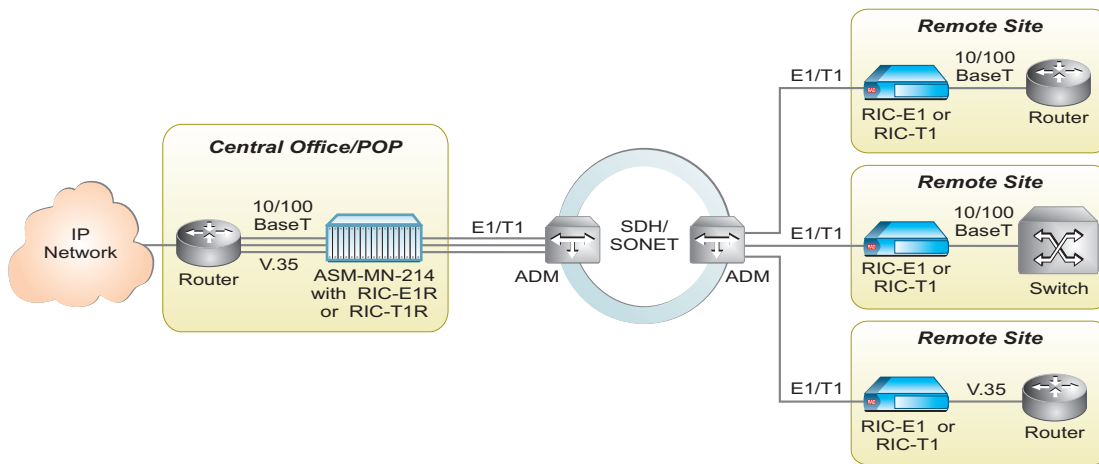 IP
Network
Central Office/POP
10/100
BaseT
V.35
Router
ASM-MN-214
with RIC-E1R
or RIC-T1R
E1/T1
ADM
SDH/
SONET
ADM
E1/T1
Remote Site
10/100
BaseT
RAD
RIC-E1 or
RIC-T1
Router
E1/T1
Remote Site
10/100
BaseT
RAD
RIC-E1 or
RIC-T1
Switch
E1/T1
Remote Site
V.35
RAD
RIC-E1 or
RIC-T1
Router